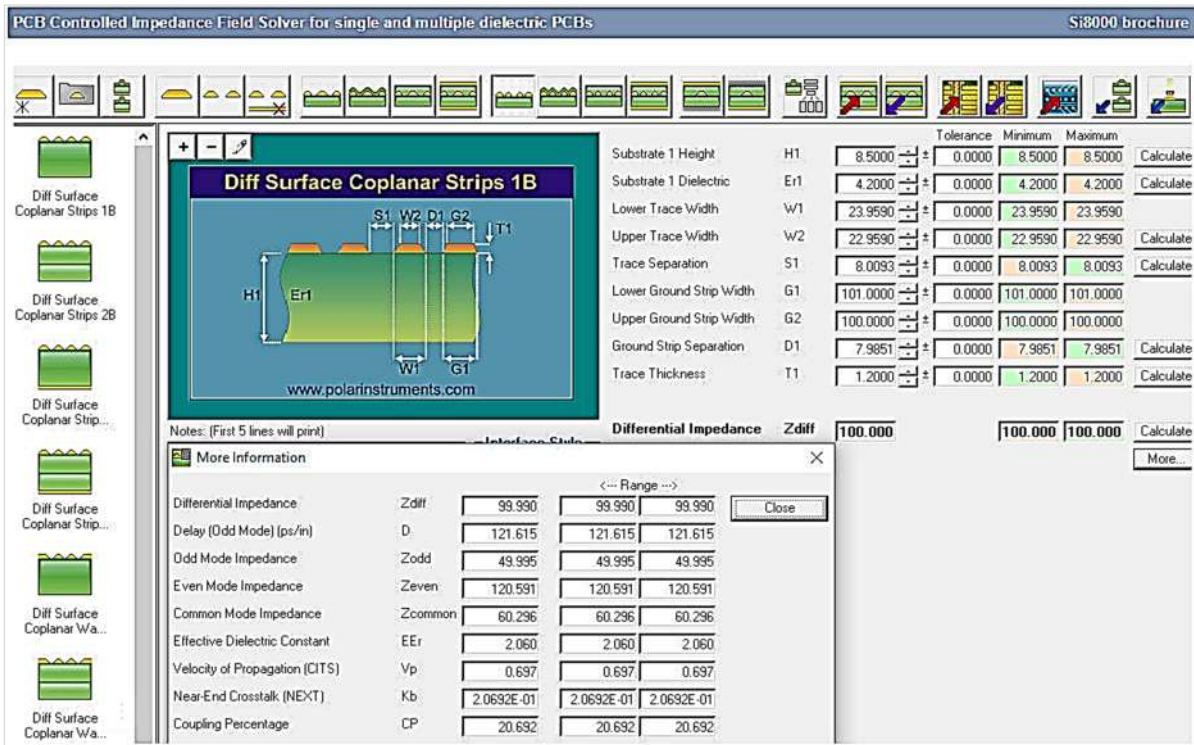 PCB Controlled Impedance Field Solver for single and multiple dielectric PCBs Si8000 brochure
Diff Surface
Coplanar Strips 1B
Diff Surface
Coplanar Strips 2B
Diff Surface
Coplanar Strip...
Diff Surface
Coplanar Strip...
Diff Surface
Coplanar Wa...
Diff Surface
Coplanar Wa...
+ -
Diff Surface Coplanar Strips 1B
S1 W2 D1 G2
T1
H1 Er1
W1 G1
www.polarinstruments.com
Tolerance Minimum Maximum
Substrate 1 Height H1 8.5000 ± 0.0000 8.5000 8.5000 Calculate
Substrate 1 Dielectric Er1 4.2000 ± 0.0000 4.2000 4.2000 Calculate
Lower Trace Width W1 23.9590 ± 0.0000 23.9590 23.9590
Upper Trace Width W2 22.9590 ± 0.0000 22.9590 22.9590 Calculate
Trace Separation S1 8.0093 ± 0.0000 8.0093 8.0093 Calculate
Lower Ground Strip Width G1 101.0000 ± 0.0000 101.0000 101.0000
Upper Ground Strip Width G2 100.0000 ± 0.0000 100.0000 100.0000
Ground Strip Separation D1 7.9851 ± 0.0000 7.9851 7.9851 Calculate
Trace Thickness T1 1.2000 ± 0.0000 1.2000 1.2000 Calculate
Notes: (First 5 lines will print)
Interface Style
Differential Impedance Zdiff 100.000 100.000 100.000 Calculate
More...
More Information
<--- Range --->
Differential Impedance Zdiff 99.990 99.990 99.990 Close
Delay (Odd Mode) (ps/in) D 121.615 121.615 121.615
Odd Mode Impedance Zodd 49.995 49.995 49.995
Even Mode Impedance Zeven 120.591 120.591 120.591
Common Mode Impedance Zcommon 60.296 60.296 60.296
Effective Dielectric Constant EEr 2.060 2.060 2.060
Velocity of Propagation (CITS) Vp 0.697 0.697 0.697
Near-End Crosstalk (NEXT) Kb 2.0692E-01 2.0692E-01 2.0692E-01
Coupling Percentage CP 20.692 20.692 20.692